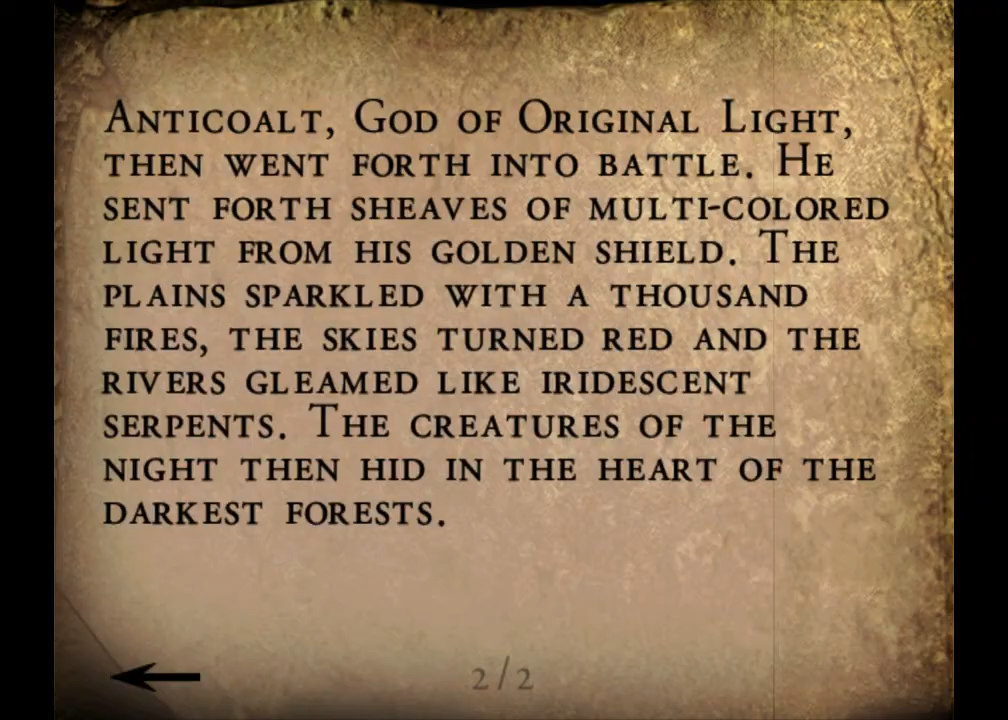 Anticoalt, God of Original Light,
then went forth into battle. He
sent forth sheaves of multi-colored
light from his golden shield. The
plains sparkled with a thousand
fires, the skies turned red and the
rivers gleamed like iridescent
serpents. The creatures of the
night then hid in the heart of the
darkest forests.
2/2